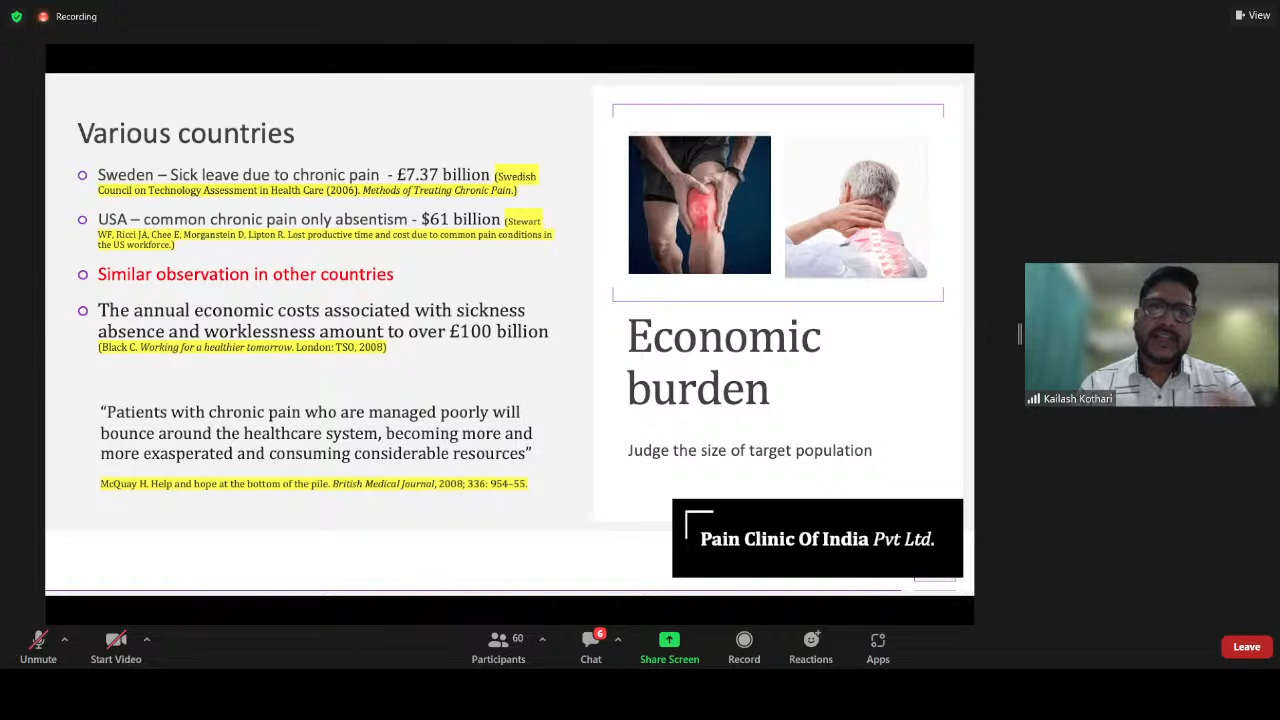 Recording
View
Various countries
Sweden – Sick leave due to chronic pain - £7.37 billion (Swedish
Council on Technology Assessment in Health Care (2006). Methods of Treating Chronic Pain.)
USA – common chronic pain only absentism - $61 billion (Stewart
WF, Ricci JA, Chee E, Morganstein D, Lipton R. Lost productive time and cost due to common pain conditions in
the US workforce.)
Similar observation in other countries
The annual economic costs associated with sickness
absence and worklessness amount to over £100 billion
(Black C. Working for a healthier tomorrow. London: TSO, 2008)
“Patients with chronic pain who are managed poorly will
bounce around the healthcare system, becoming more and
more exasperated and consuming considerable resources”
McQuay H. Help and hope at the bottom of the pile. British Medical Journal, 2008; 336: 954–55.
Economic
burden
Judge the size of target population
Pain Clinic Of India Pvt Ltd.
Kailash Kothari
Unmute
Start Video
60
Participants
6
Chat
Share Screen
Record
Reactions
Apps
Leave